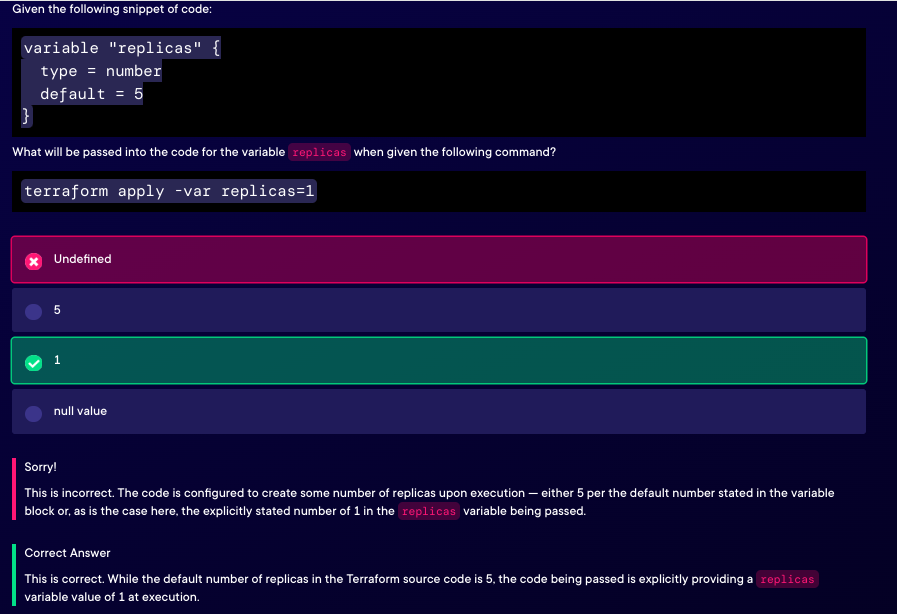 Given the following snippet of code:
variable "replicas" {
  type = number
  default = 5
}
What will be passed into the code for the variable replicas when given the following command?
terraform apply -var replicas=1
Undefined
5
1
null value
Sorry!
This is incorrect. The code is configured to create some number of replicas upon execution — either 5 per the default number stated in the variable
block or, as is the case here, the explicitly stated number of 1 in the replicas variable being passed.
Correct Answer
This is correct. While the default number of replicas in the Terraform source code is 5, the code being passed is explicitly providing a replicas
variable value of 1 at execution.